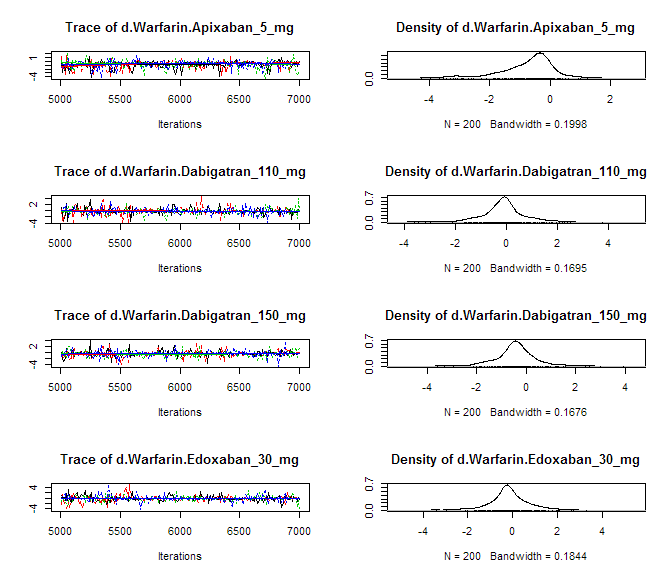 Trace of d.Warfarin.Apixaban_5_mg
Density of d.Warfarin.Apixaban_5_mg
-4 1
0.0
5000 5500 6000 6500 7000
-4 -2 0 2
Iterations
N = 200 Bandwidth = 0.1998
Trace of d.Warfarin.Dabigatran_110_mg
Density of d.Warfarin.Dabigatran_110_mg
-4 2
0.0 0.7
5000 5500 6000 6500 7000
-4 -2 0 2 4
Iterations
N = 200 Bandwidth = 0.1695
Trace of d.Warfarin.Dabigatran_150_mg
Density of d.Warfarin.Dabigatran_150_mg
-4 2
0.0 0.7
5000 5500 6000 6500 7000
-4 -2 0 2 4
Iterations
N = 200 Bandwidth = 0.1676
Trace of d.Warfarin.Edoxaban_30_mg
Density of d.Warfarin.Edoxaban_30_mg
-4 4
0.0 0.7
5000 5500 6000 6500 7000
-4 -2 0 2 4
Iterations
N = 200 Bandwidth = 0.1844